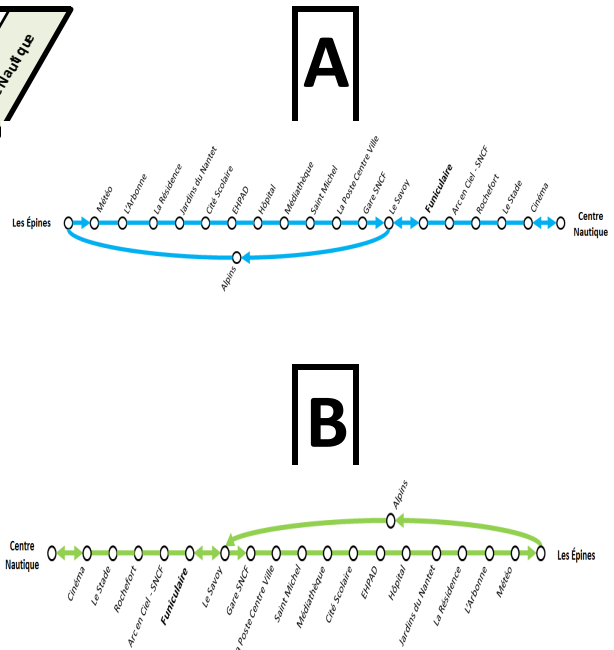 Nautique
A
Les Épines
Météo
L'Arbonne
La Résidence
Jardins du Nantet
Cité Scolaire
EHPAD
Hôpital
Médiathèque
Saint Michel
La Poste Centre Ville
Gare SNCF
Le Savoy
Funiculaire
Arc en Ciel - SNCF
Rochefort
Le Stade
Cinéma
Centre
Nautique
Alpins
B
Alpins
Centre
Nautique
Cinéma
Le Stade
Rochefort
Arc en Ciel - SNCF
Funiculaire
Le Savoy
Gare SNCF
Poste Centre Ville
Saint Michel
Médiathèque
Cité Scolaire
EHPAD
Hôpital
Jardins du Nantet
La Résidence
L'Arbonne
Météo
Les Épines